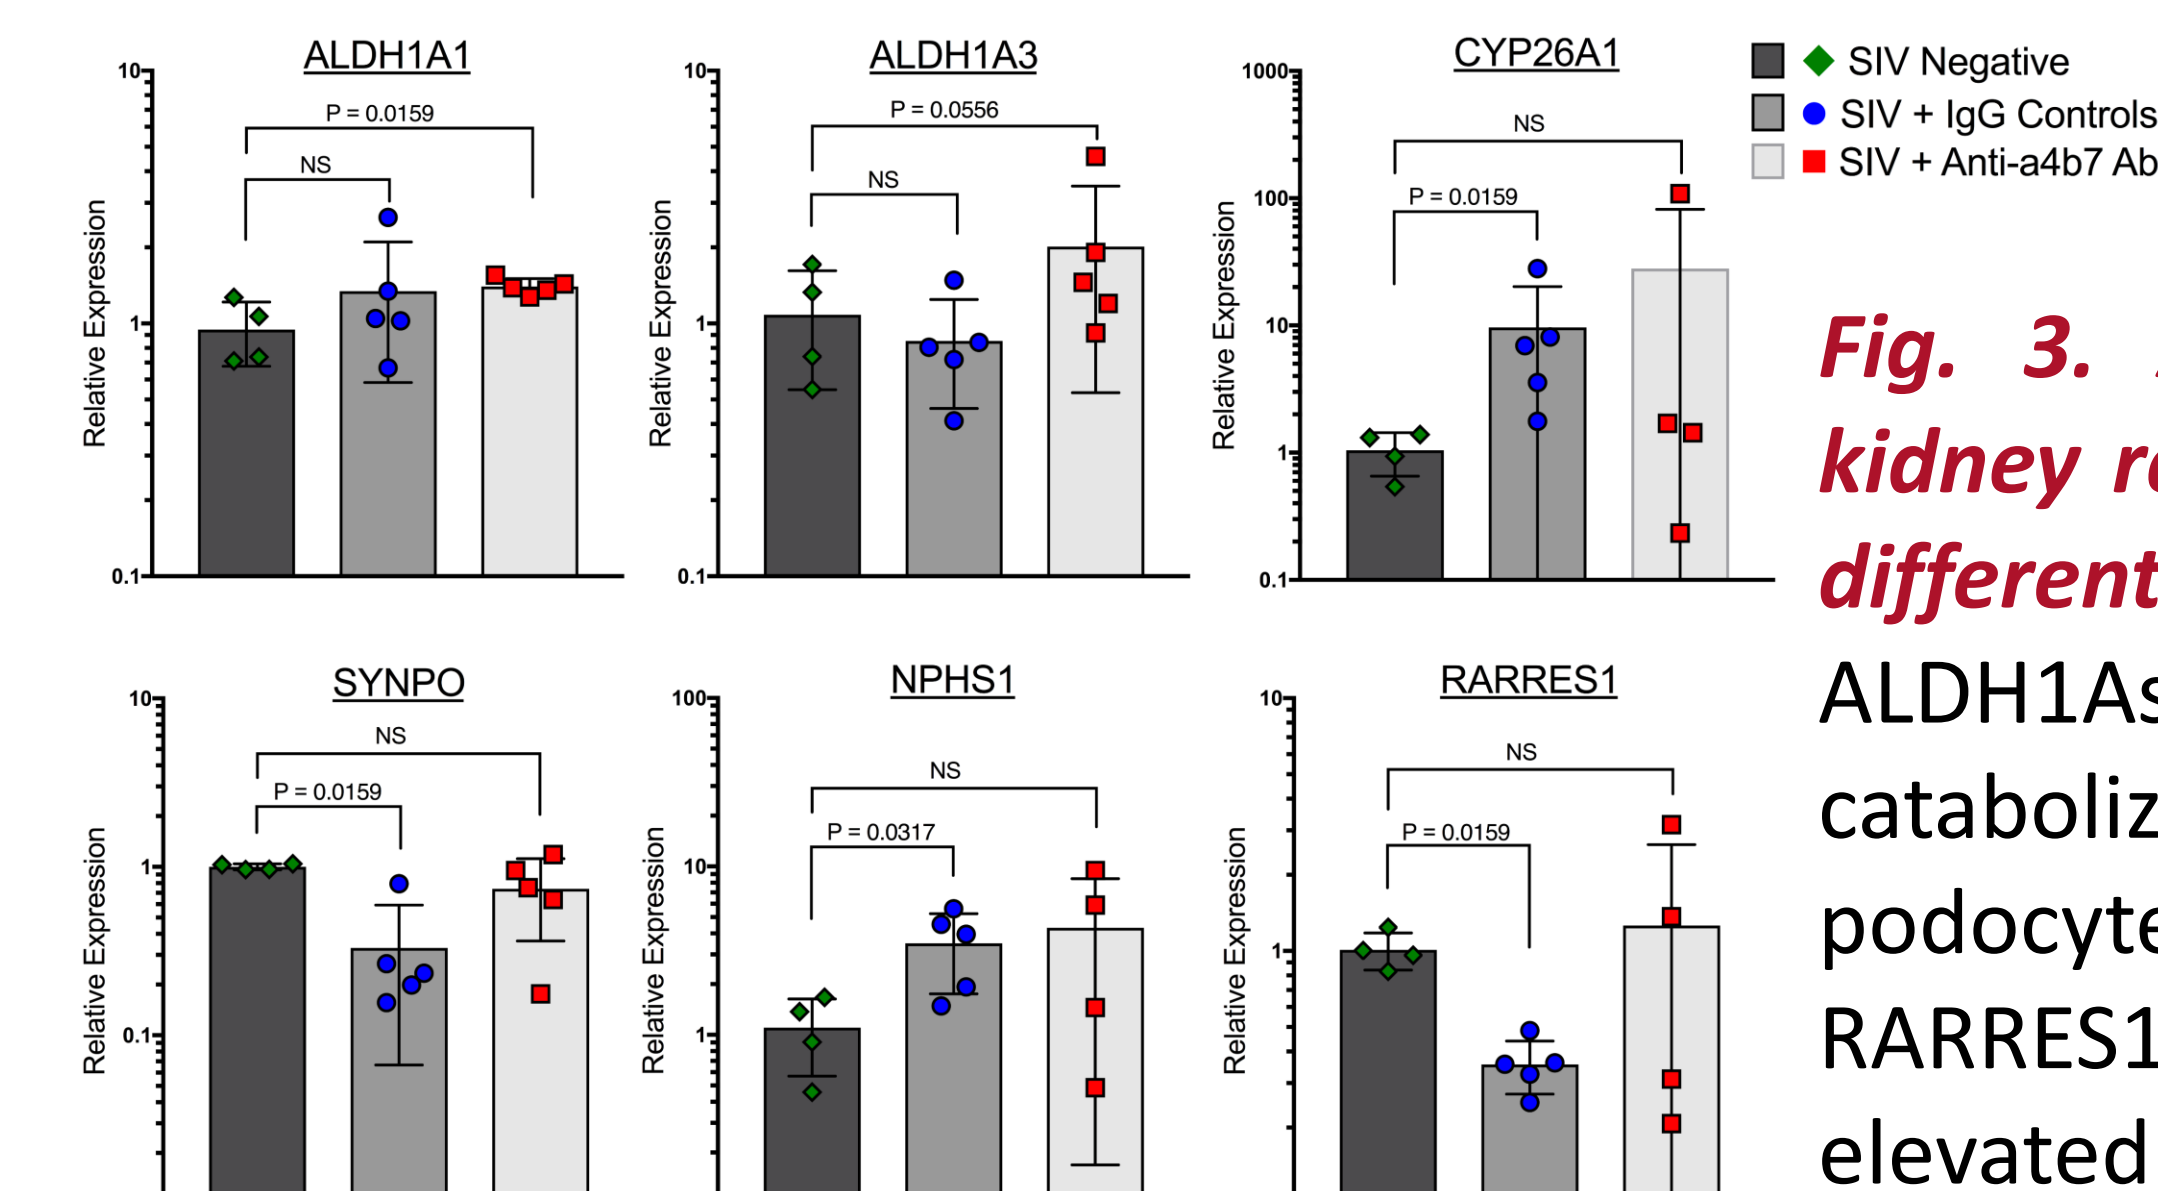 ALDH1A1
10
1
0.1
Relative Expression
P = 0.0159
NS
ALDH1A3
10
1
0.1
Relative Expression
P = 0.0556
NS
CYP26A1
1000
100
10
1
0.1
Relative Expression
NS
P = 0.0159
SIV Negative
SIV + IgG Controls
SIV + Anti-a4b7 Ab
SYNPO
10
1
0.1
Relative Expression
NS
P = 0.0159
NPHS1
100
10
1
Relative Expression
NS
P = 0.0317
RARRES1
10
1
Relative Expression
NS
P = 0.0159
Fig. 3.
kidney
different
ALDH1As
cataboliz
podocyte
RARRES1
elevated